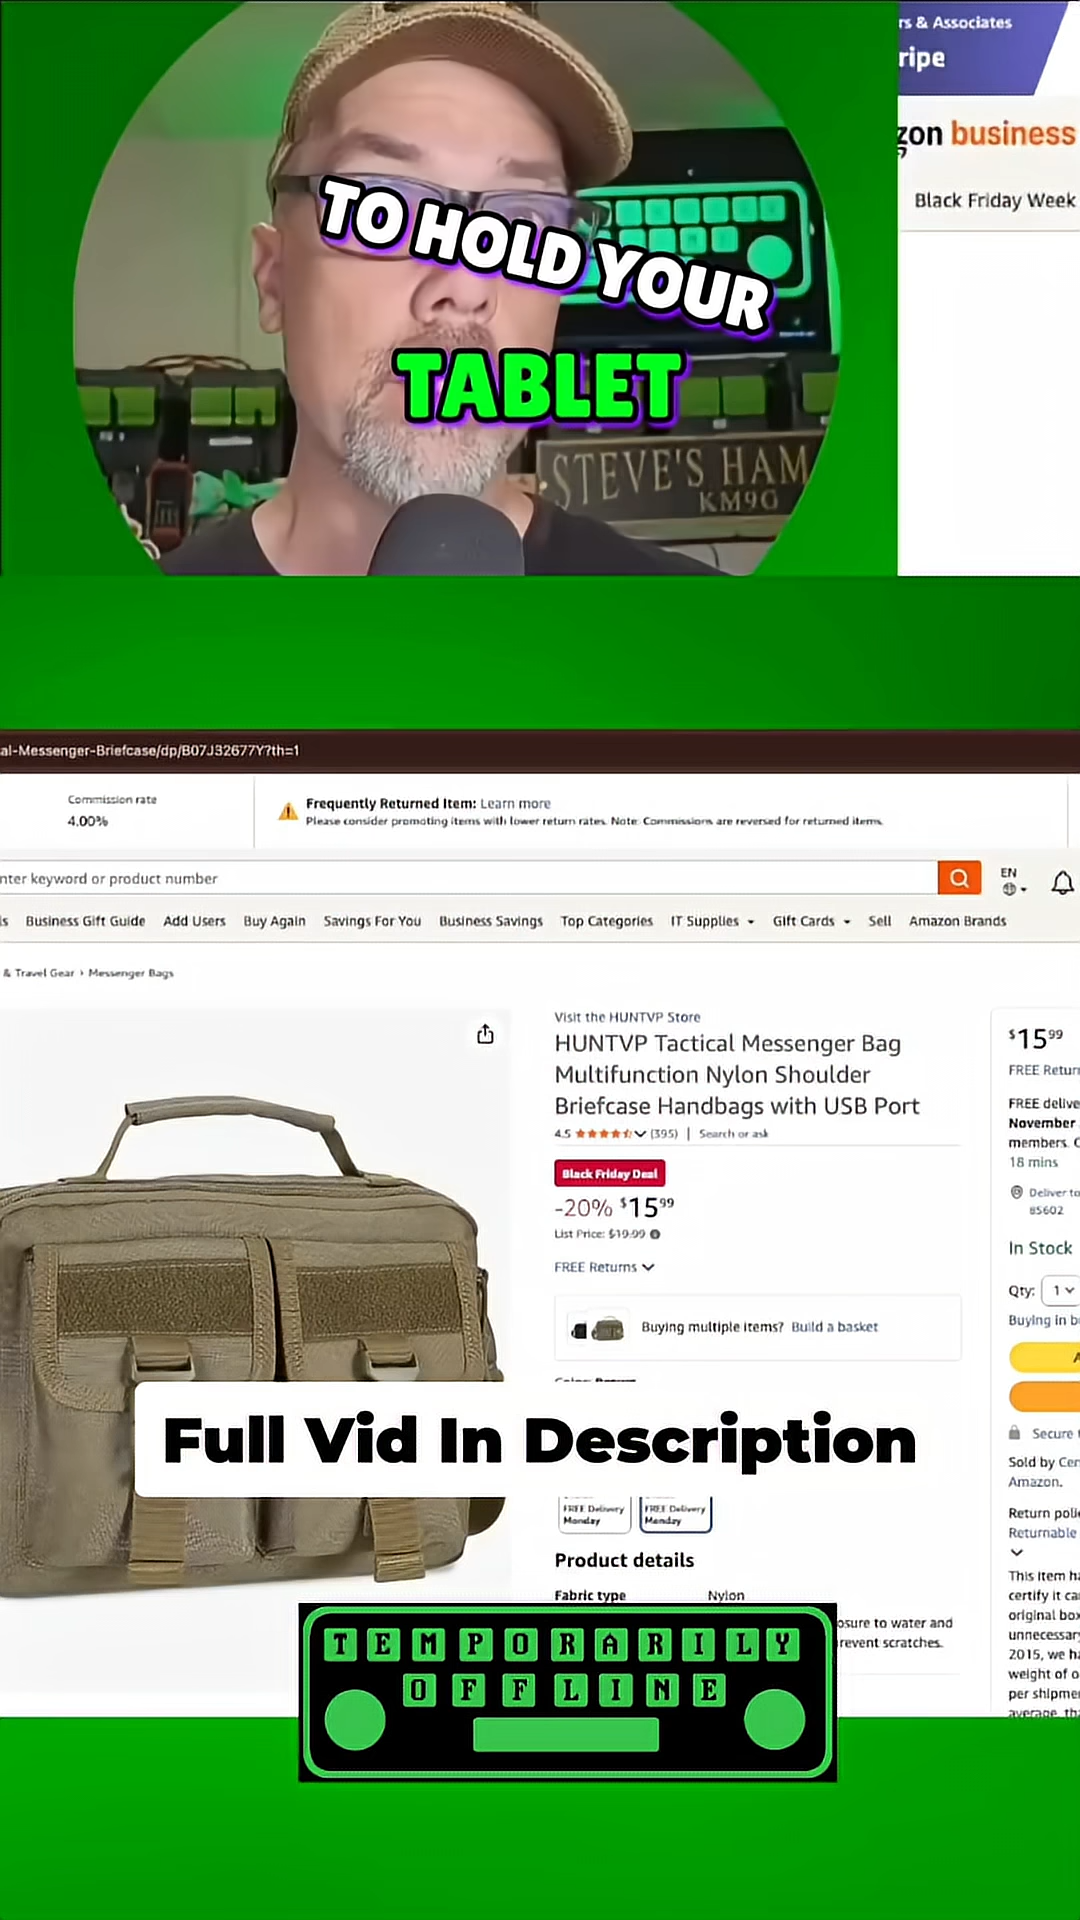 rs & Associates
ripe
zon business
Black Friday Week
TO HOLD YOUR
TABLET
STEVE'S HAM
KM9G
al-Messenger-Briefcase/dp/B07J32677Y?th=1
Commission rate
4.00%
Frequently Returned Item: Learn more
Please consider promoting items with lower return rates. Note: Commissions are reversed for returned items.
nter keyword or product number
EN
ls Business Gift Guide Add Users Buy Again Savings For You Business Savings Top Categories IT Supplies Gift Cards Sell Amazon Brands
& Travel Gear › Messenger Bags
Visit the HUNTVP Store
HUNTVP Tactical Messenger Bag
Multifunction Nylon Shoulder
Briefcase Handbags with USB Port
4.5 (395) | Search or ask
Black Friday Deal
-20% $15.99
List Price: $19.99
FREE Returns
Buying multiple items? Build a basket
Full Vid In Description
FREE Delivery
Monday
FREE Delivery
Monday
Product details
Fabric type Nylon
osure to water and
revent scratches.
$15.99
FREE Return
FREE delive
November
members. 
18 mins
Deliver to
85602
In Stock
Qty: 1
Buying in b
Secure t
Sold by Cer
Amazon.
Return poli
Returnable
This item ha
certify it ca
original box
unnecessary
2015, we ha
weight of o
per shipme
average, tha
TEMPORARILY
OFFLINE